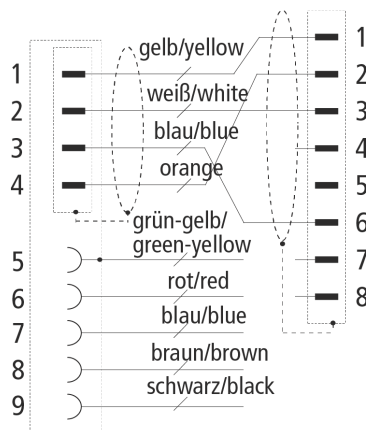 gelb/yellow
1
1
2
weiß/white
2
3
blau/blue
3
4
orange
4
5
grün-gelb/
green-yellow
6
5
7
rot/red
6
8
blau/blue
7
braun/brown
8
schwarz/black
9